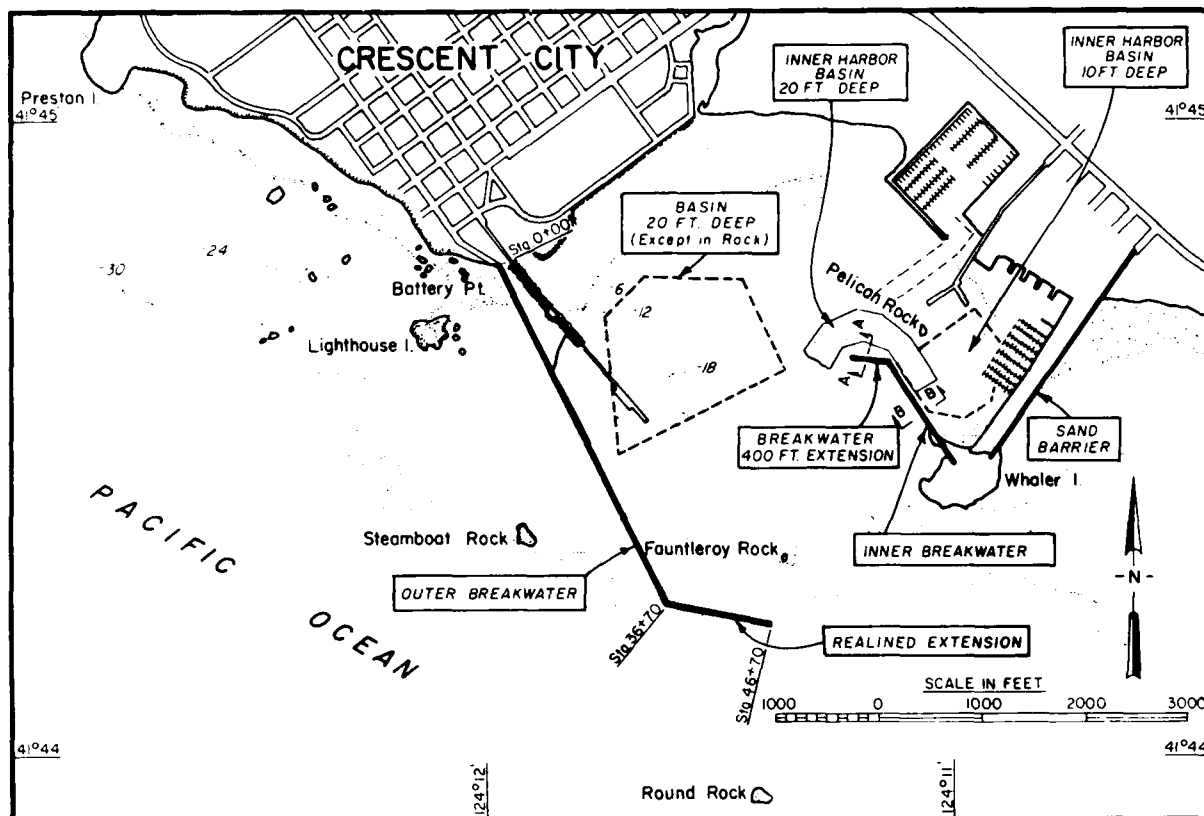 CRESCENT CITY
INNER HARBOR
BASIN
20 FT. DEEP
INNER HARBOR
BASIN
10 FT. DEEP
Preston I.
41°45
41°45
BASIN
20 FT. DEEP
(Except in Rock)
Sta 0+00
24
-30
Battery Pt.
6
12
-18
Pelican Rock
Lighthouse I.
A
A
B
B
BREAKWATER
400 FT. EXTENSION
SAND
BARRIER
Whaler I.
PACIFIC
OCEAN
Steamboat Rock
Fauntleroy Rock
INNER BREAKWATER
OUTER BREAKWATER
-N-
Sta 36+70
REALINED EXTENSION
Sta 46+70
SCALE IN FEET
1000 0 1000 2000 3000
41°44
41°44
124°12'
124°11'
Round Rock